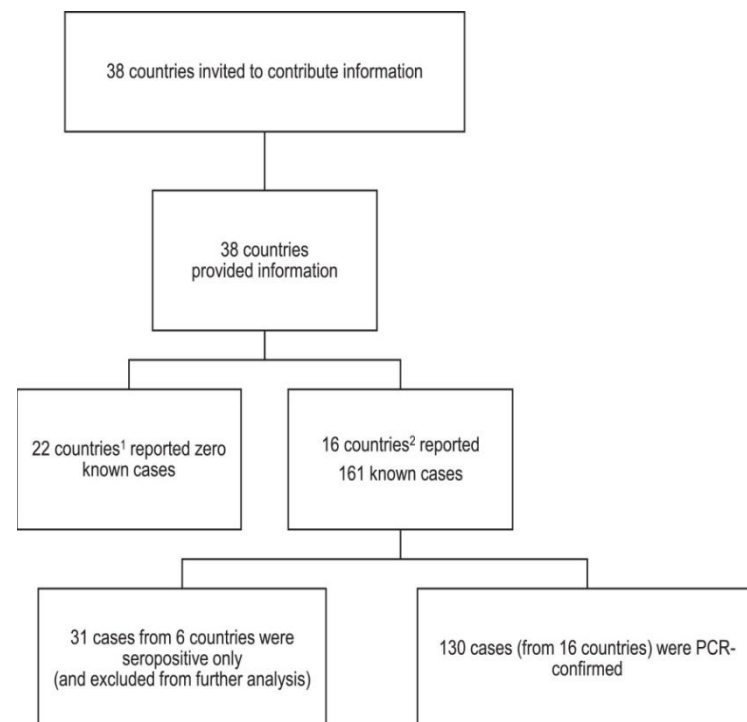 38 countries invited to contribute information
38 countries
provided information
22 countries¹ reported zero
known cases
16 countries² reported
161 known cases
31 cases from 6 countries were
seropositive only
(and excluded from further analysis)
130 cases (from 16 countries) were PCR-
confirmed